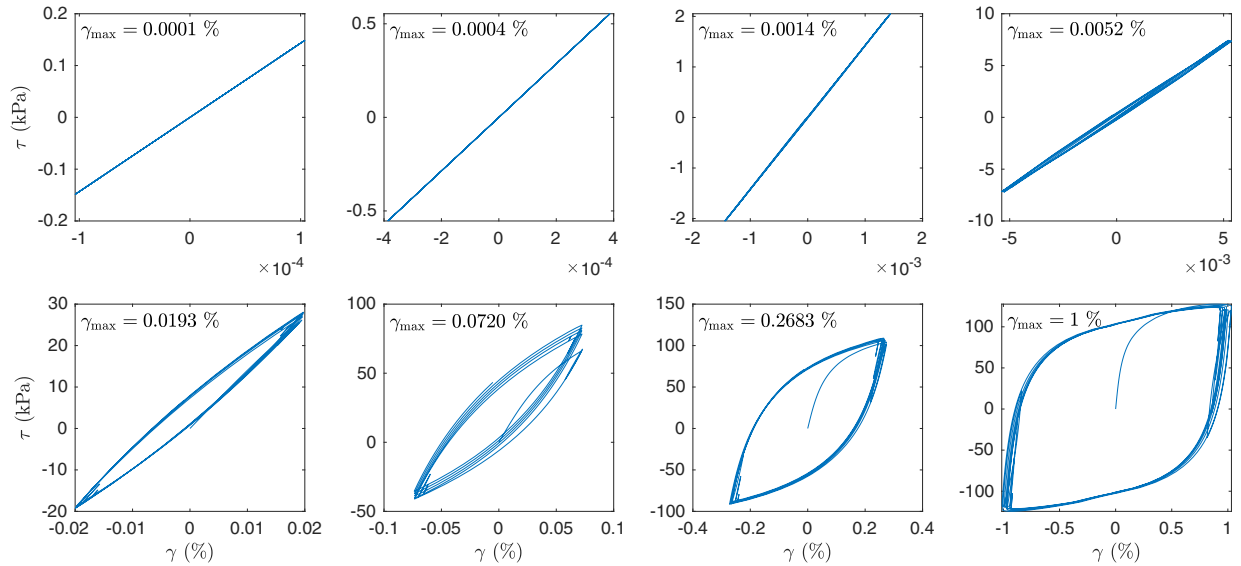 γmax = 0.0001 %
γmax = 0.0004 %
γmax = 0.0014 %
γmax = 0.0052 %
τ (kPa)
0.2
0.1
0
-0.1
-0.2
-1 0 1
×10-4
0.5
0
-0.5
-4 -2 0 2 4
×10-4
2
1
0
-1
-2
-2 -1 0 1 2
×10-3
10
5
0
-5
-10
-5 0 5
×10-3
γmax = 0.0193 %
γmax = 0.0720 %
γmax = 0.2683 %
γmax = 1 %
τ (kPa)
30
20
10
0
-10
-20
-0.02 -0.01 0 0.01 0.02
γ (%)
100
50
0
-50
-0.1 -0.05 0 0.05 0.1
γ (%)
150
100
50
0
-50
-100
-0.4 -0.2 0 0.2 0.4
γ (%)
100
50
0
-50
-100
-1 -0.5 0 0.5 1
γ (%)